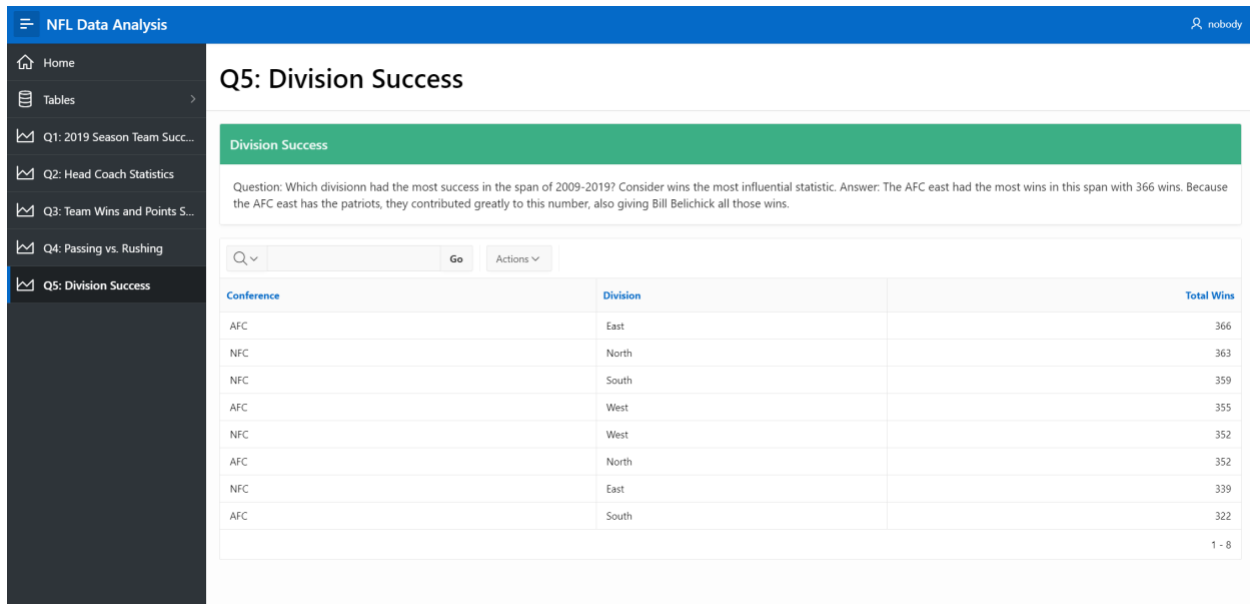 NFL Data Analysis
nobody
Home
Tables
Q1: 2019 Season Team Succ...
Q2: Head Coach Statistics
Q3: Team Wins and Points S...
Q4: Passing vs. Rushing
Q5: Division Success
Q5: Division Success
Division Success
Question: Which divisionn had the most success in the span of 2009-2019? Consider wins the most influential statistic. Answer: The AFC east had the most wins in this span with 366 wins. Because
the AFC east has the patriots, they contributed greatly to this number, also giving Bill Belichick all those wins.
Go Actions
Conference Division Total Wins
AFC East 366
NFC North 363
NFC South 359
AFC West 355
NFC West 352
AFC North 352
NFC East 339
AFC South 322
1 - 8